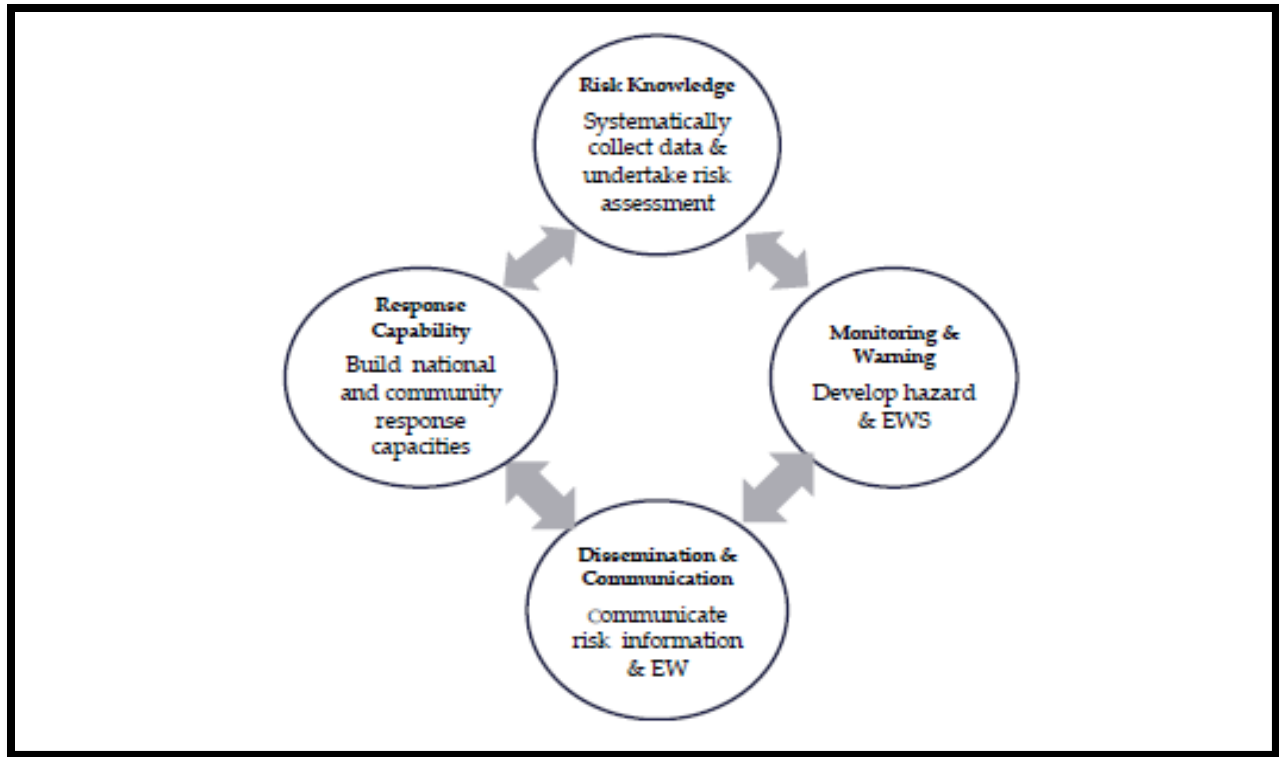 Risk Knowledge
Systematically
collect data &
undertake risk
assessment
Response
Capability
Build national
and community
response
capacities
Monitoring &
Warning
Develop hazard
& EWS
Dissemination &
Communication
Communicate
risk information
& EW